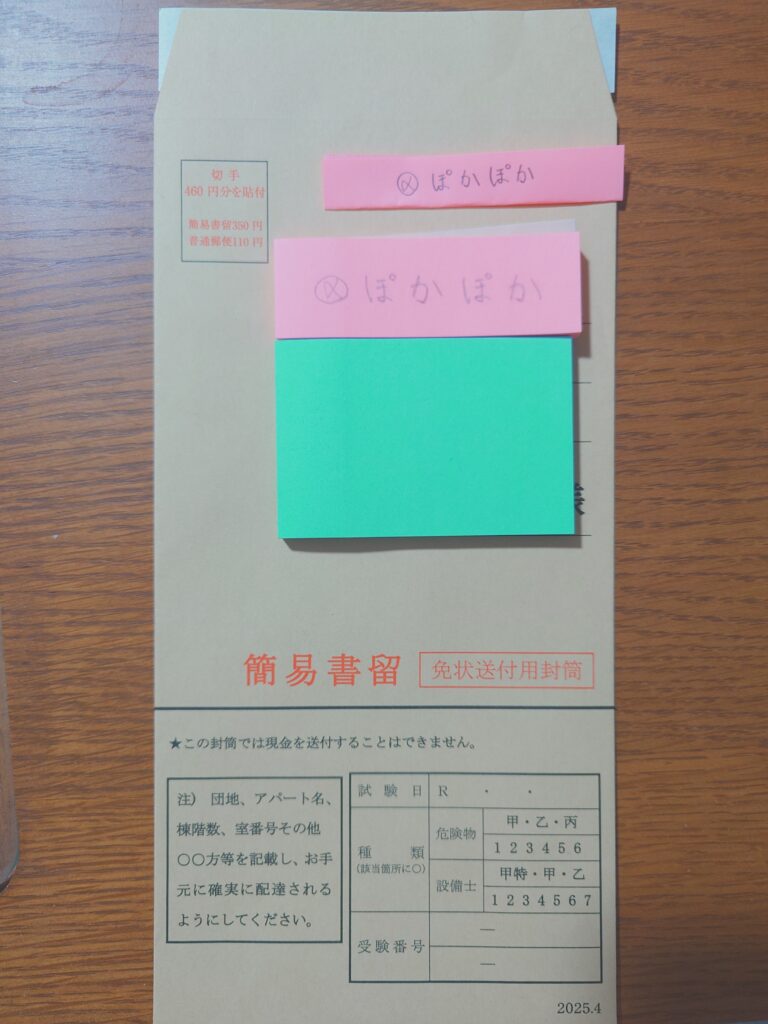 切手
460円分を貼付
簡易書留350円
普通郵便110円
〆ぽかぽか
〆ぽかぽか
様
簡易書留
免状送付用封筒
★この封筒では現金を送付することはできません。
注) 団地、アパート名、
棟階数、室番号その他
〇〇方等を記載し、お手
元に確実に配達される
ようにしてください。
試験日 R ・ ・
種類
(該当箇所に〇)
危険物
甲・乙・丙
1 2 3 4 5 6
設備士
甲特・甲・乙
1 2 3 4 5 6 7
受験番号
―
―
2025.4